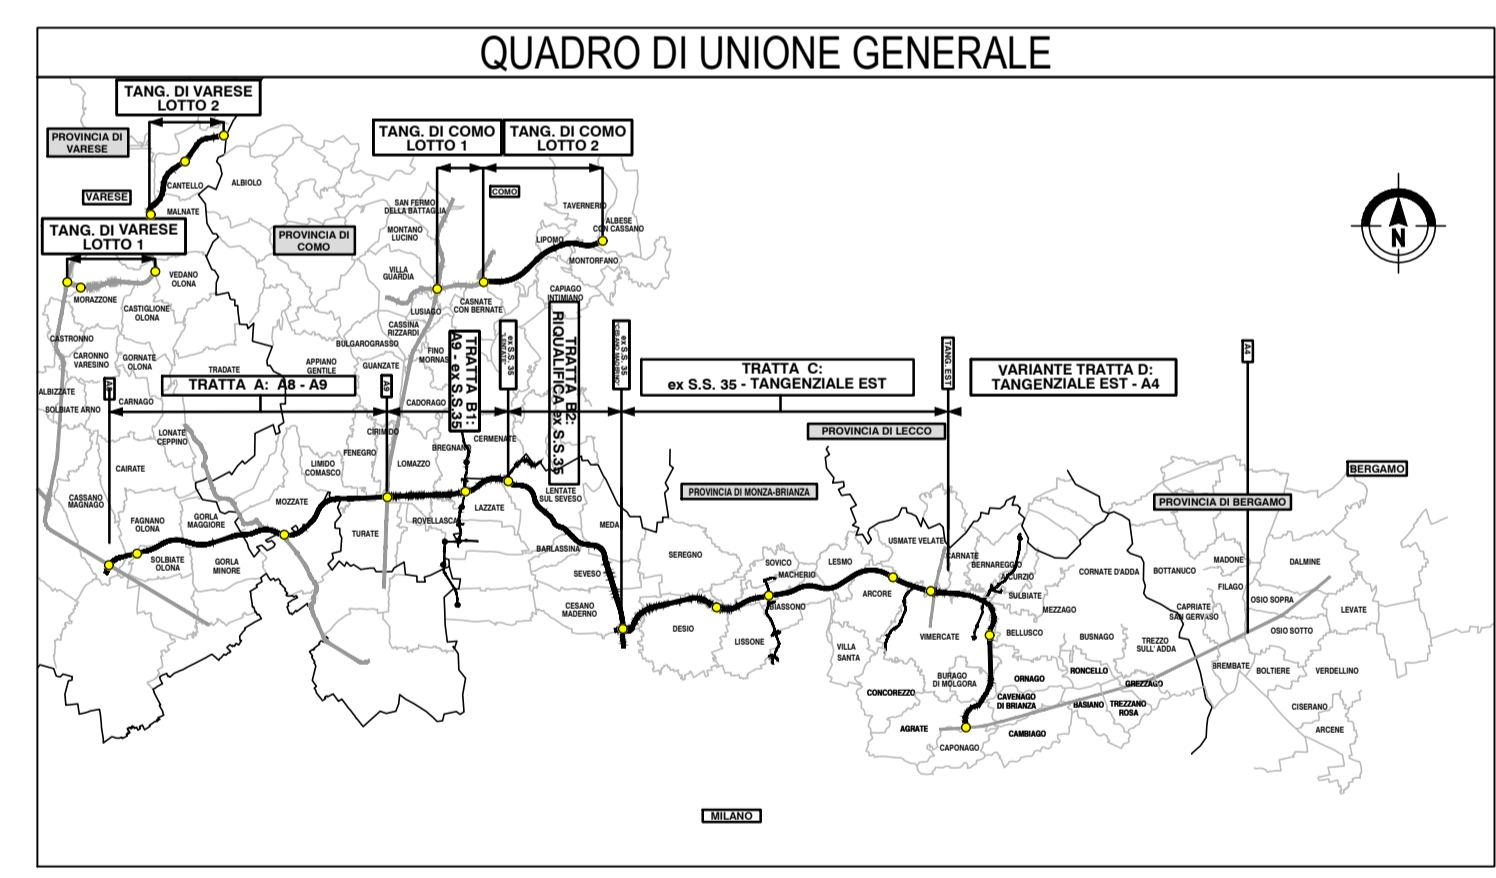 QUADRO DI UNIONE GENERALE
TANG. DI VARESE
LOTTO 2
PROVINCIA DI
VARESE
VARESE
CANTELLO
ALBIOLO
MALNATE
TANG. DI VARESE
LOTTO 1
PROVINCIA DI
COMO
TANG. DI COMO
LOTTO 1
TANG. DI COMO
LOTTO 2
COMO
SAN FERMO
DELLA BATTAGLIA
TAVERNERIO
ALBESE
CON CASSANO
MONTANO
LUCINO
LIPOMO
MONTORFANO
VILLA
GUARDIA
N
VEDANO
OLONA
MORAZZONE
CASTIGLIONE
OLONA
CAPIAGO
INTIMIANO
CASNATE
CON BERNATE
LUSIAGO
CASSINA
RIZZARDI
BULGAROGRASSO
FINO
MORNAS
CASTRONNO
CARONNO
VARESINO
GORNATE
OLONA
TRADATE
APPIANO
GENTILE
GUANZATE
ALBIZZATE
SOLBIATE ARNO
CARNAGO
TRATTA A: A8 - A9
A9
CADORAGO
TRATTA B1:
A9 - ex S.S.35
ex S.S. 35
TRATTA B2:
RIQUALIFICA ex S.S.35
ex S.S. 35
TRATTA C:
ex S.S. 35 - TANGENZIALE EST
TANG. EST
VARIANTE TRATTA D:
TANGENZIALE EST - A4
A4
PROVINCIA DI LECCO
LONATE
CEPPINO
CIRIMIDO
FENEGRO
BREGNANO
CERMENATE
CAIRATE
LIMIDO
COMASCO
LOMAZZO
BERGAMO
PROVINCIA DI MONZA-BRIANZA
PROVINCIA DI BERGAMO
CASSANO
MAGNAGO
MOZZATE
LENTATE
SUL SEVESO
LAZZATE
ROVELLASCA
FAGNANO
OLONA
GORLA
MAGGIORE
TURATE
MEDA
BARLASSINA
SOLBIATE
OLONA
GORLA
MINORE
SEVESO
SEREGNO
SOVICO
MACHERIO
LESMO
USMATE VELATE
CARNATE
BERNAREGGIO
AICURZIO
CORNATE D'ADDA
BOTTANUCO
MADONE
DALMINE
FILAGO
CESANO
MADERNO
BIASSONO
ARCORE
SULBIATE
MEZZAGO
CAPRIATE
SAN GERVASO
OSIO SOPRA
LEVATE
DESIO
LISSONE
VIMERCATE
BELLUSCO
BUSNAGO
TREZZO
SULL' ADDA
OSIO SOTTO
VILLA
SANTA
BURAGO
DI MOLGORA
ORNAGO
RONCELLO
GREZZAGO
BREMBATE
BOLTIERE
VERDELLINO
CONCOREZZO
CAVENAGO
DI BRIANZA
BASIANO
TREZZANO
ROSA
CISERANO
AGRATE
CAMBIAGO
ARCENE
CAPONAGO
MILANO